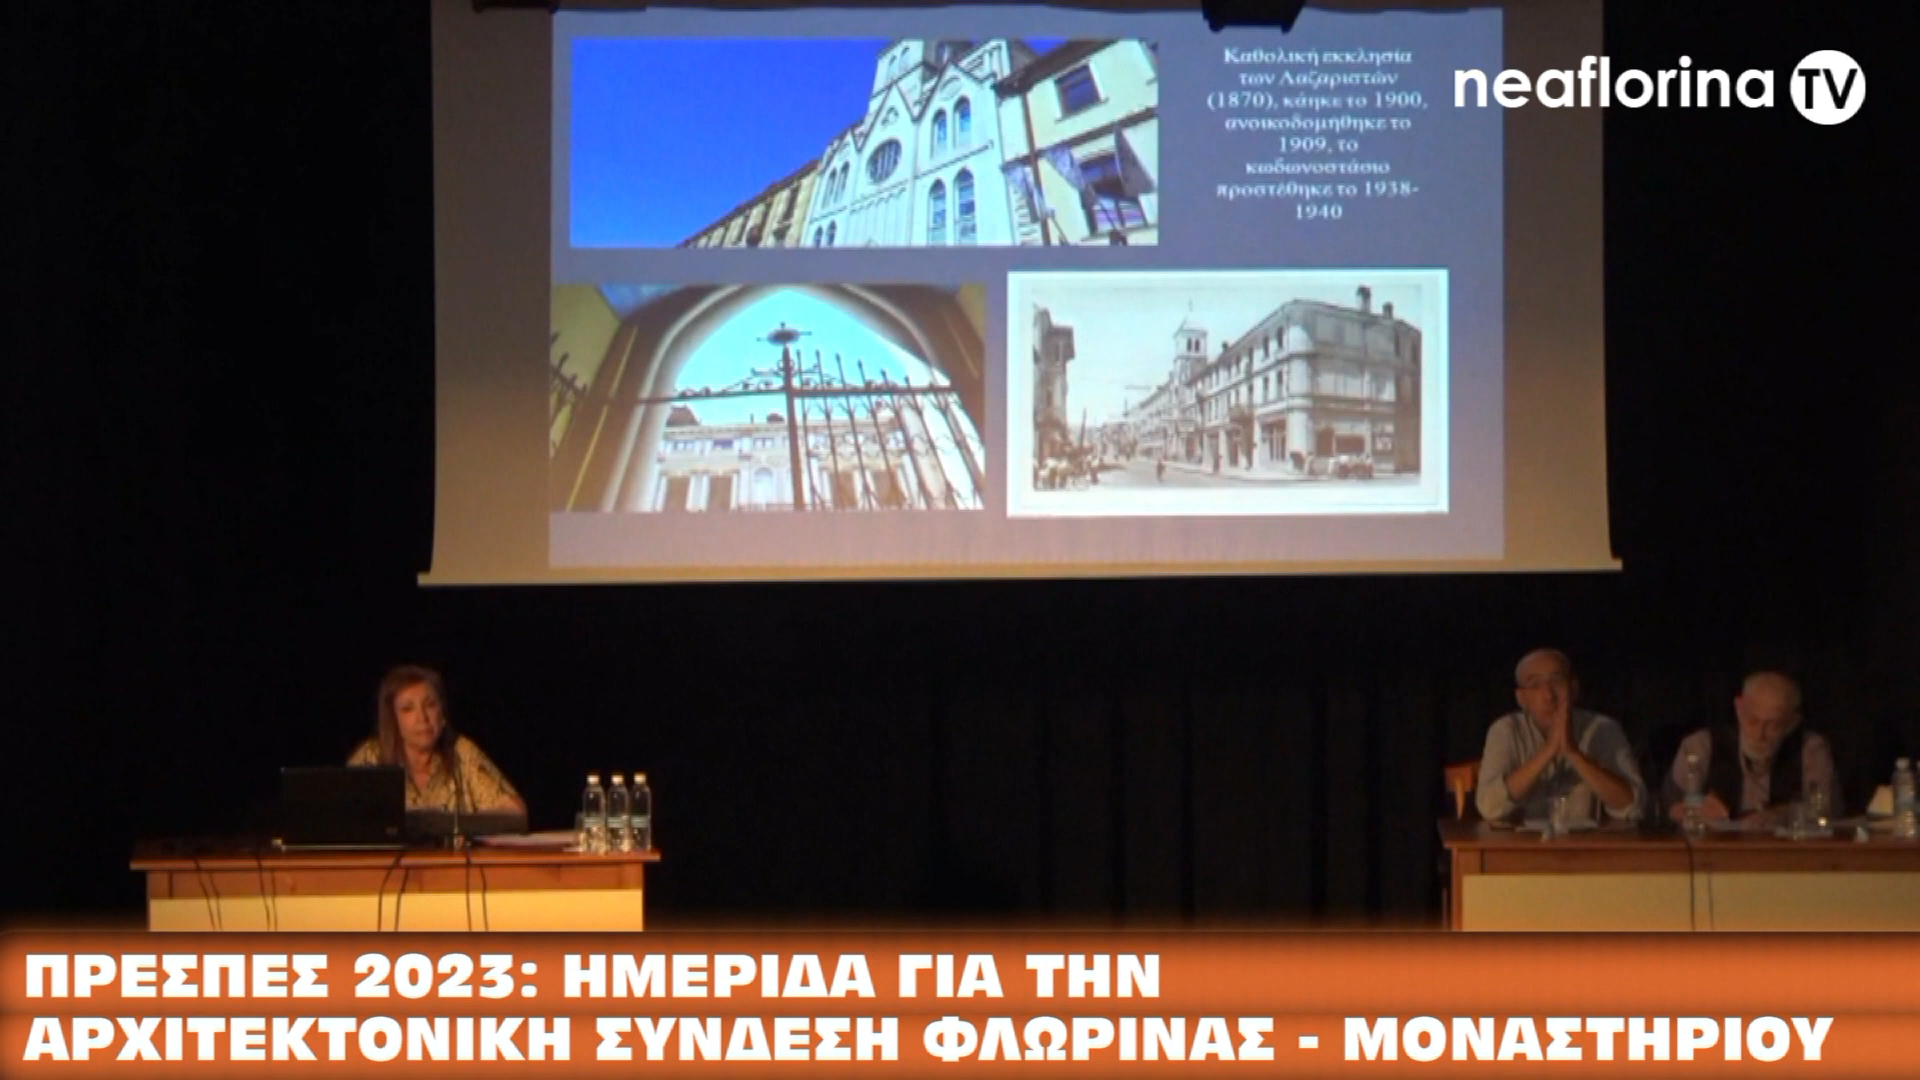 Καθολική εκκλησία
των Λαζαριστών
(1870), κάηκε το 1900,
ανοικοδομήθηκε το
1909, το
κωδωνοστάσιο
προστέθηκε το 1938-
1940
neaflorina TV
ΠΡΕΣΠΕΣ 2023: ΗΜΕΡΙΔΑ ΓΙΑ ΤΗΝ
ΑΡΧΙΤΕΚΤΟΝΙΚΗ ΣΥΝΔΕΣΗ ΦΛΩΡΙΝΑΣ - ΜΟΝΑΣΤΗΡΙΟΥ